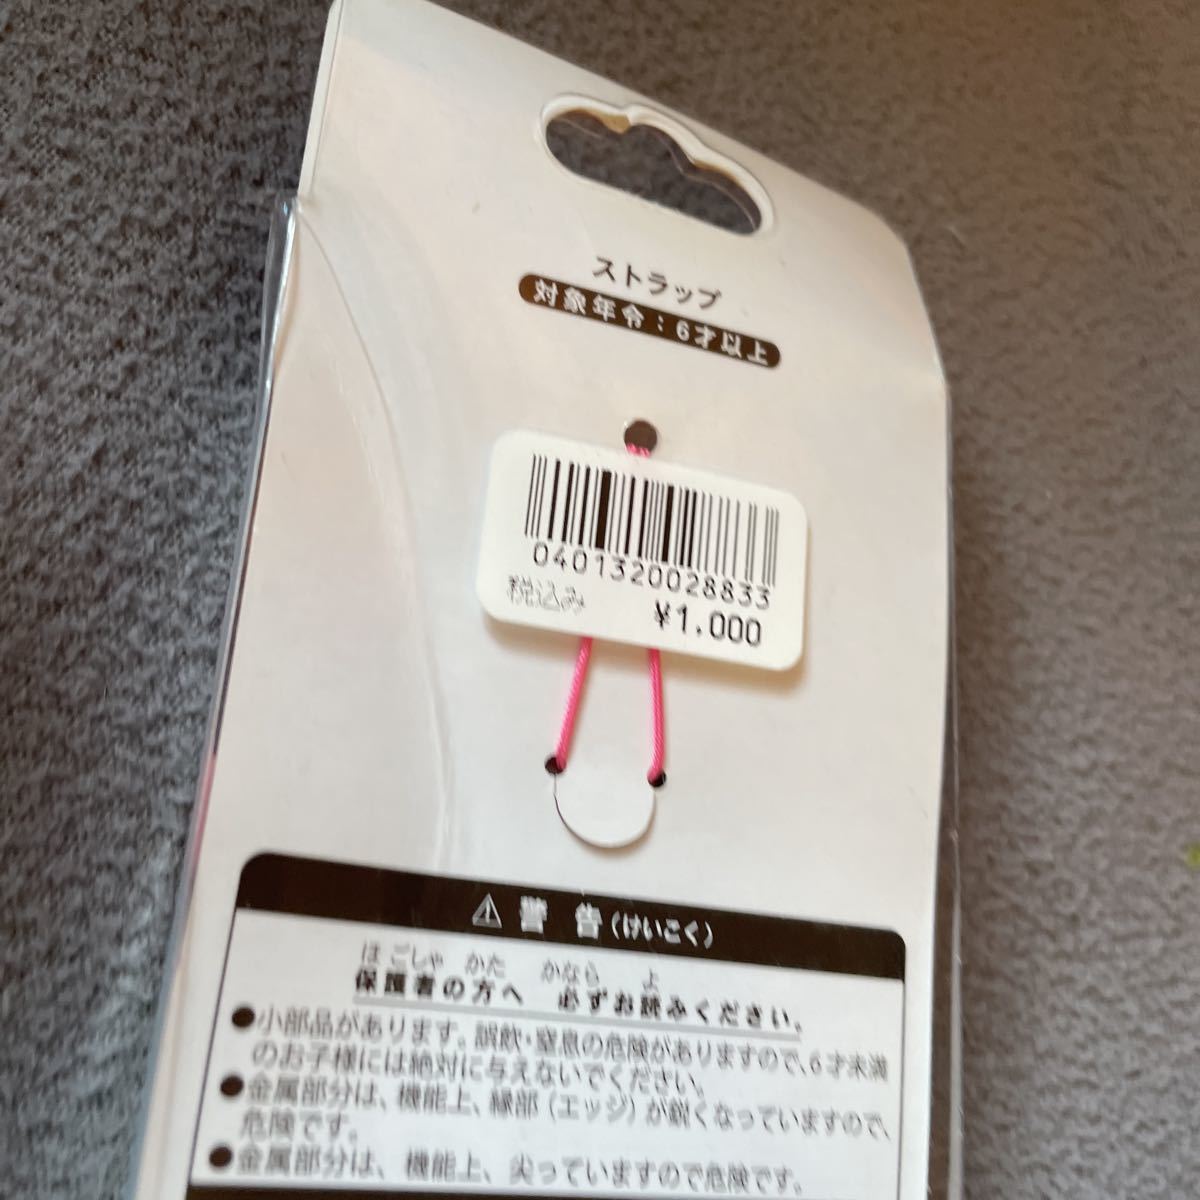 ストラップ
対象年令：6才以上
0401320028833
税込み
¥1,000
⚠ 警告（けいこく）
ほごしゃ かた かなら よ
保護者の方へ 必ずお読みください。
●小部品があります。誤飲・窒息の危険がありますので、6才未満
のお子様には絶対に与えないでください。
●金属部分は、機能上、縁部（エッジ）が鋭くなっていますので、
危険です。
●金属部分は、機能上、尖っていますので危険です。